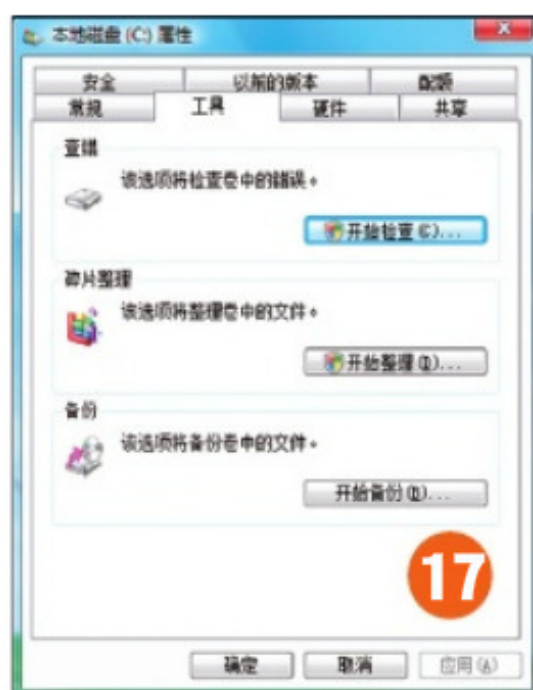 本地磁盘 (C:) 属性
安全 以前的版本 配额
常规 工具 硬件 共享
查错
该选项将检查卷中的错误。
开始检查(C)...
碎片整理
该选项将整理卷中的文件。
开始整理(D)...
备份
该选项将备份卷中的文件。
开始备份(B)...
17
确定 取消 应用(A)